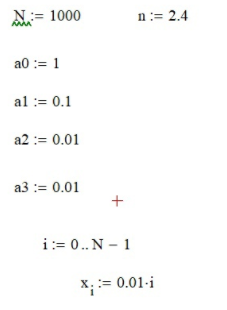 N := 1000 n := 2.4
a0 := 1
a1 := 0.1
a2 := 0.01
a3 := 0.01
i := 0 .. N − 1
x_i := 0.01·i